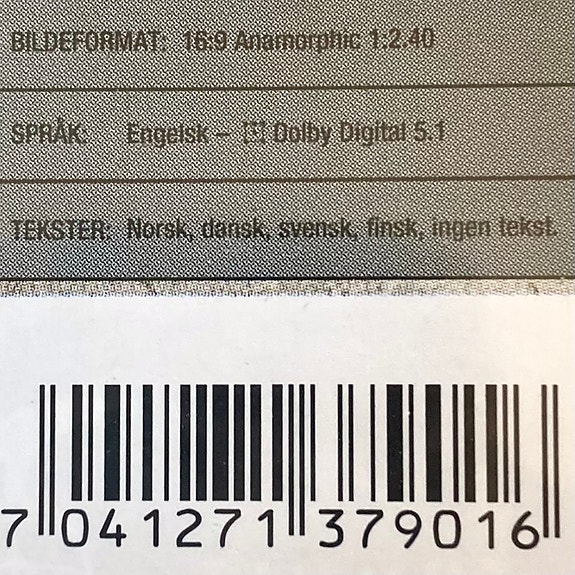 BILDEFORMAT: 16:9 Anamorphic 1:2.40
SPRÅK: Engelsk – Dolby Digital 5.1
TEKSTER: Norsk, dansk, svensk, finsk, ingen tekst.
7 041271 379016